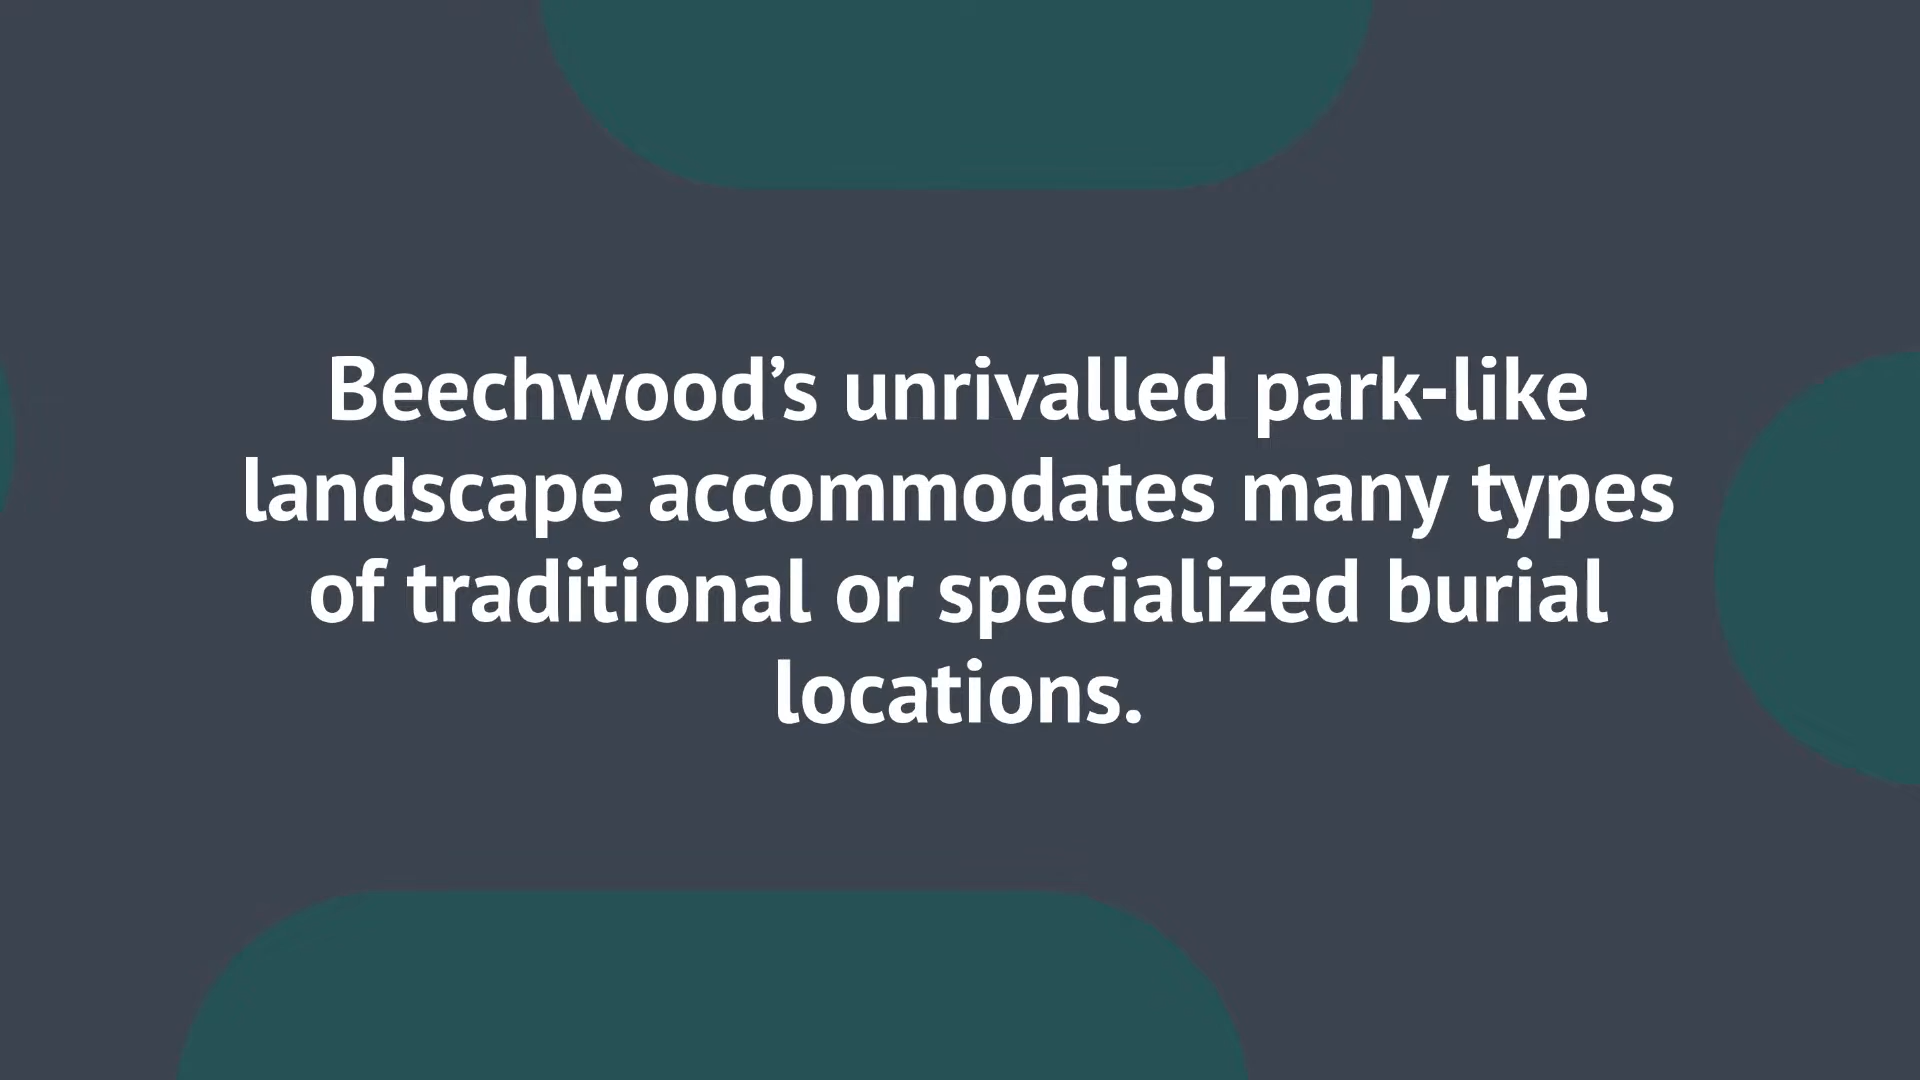 Beechwood’s unrivalled park-like
landscape accommodates many types
of traditional or specialized burial
locations.